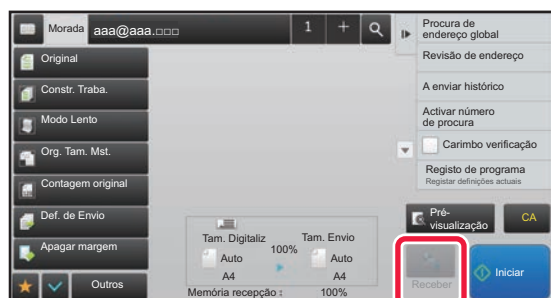 Morada aaa@aaa.□□□ 1 +
Original
Constr. Traba.
Modo Lento
Org. Tam. Mst.
Contagem original
Def. de Envio
Apagar margem
Outros
Tam. Digitaliz
100%
Tam. Envio
Auto
A4
Auto
A4
Memória recepção : 100%
Procura de
endereço global
Revisão de endereço
A enviar histórico
Activar número
de procura
Carimbo verificação
Registo de programa
Registar definições actuais
Pré-
visualização
CA
Receber
Iniciar